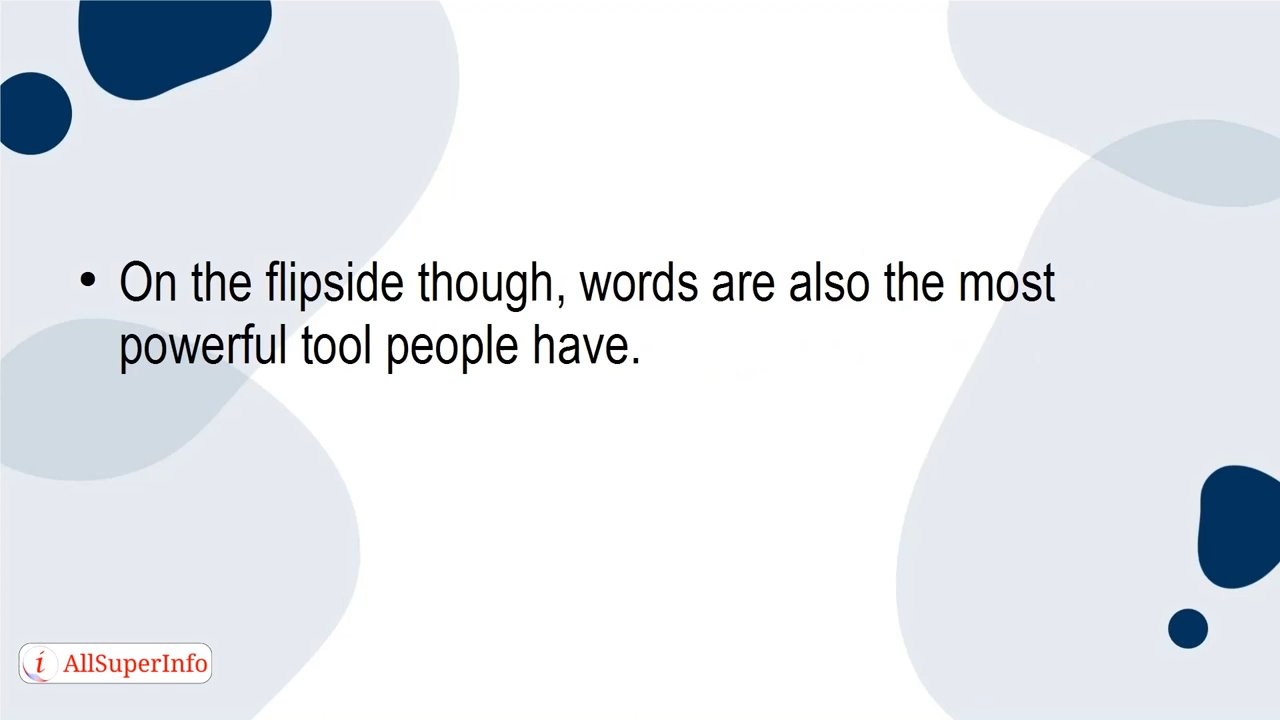 • On the flipside though, words are also the most
powerful tool people have.
i AllSuperInfo